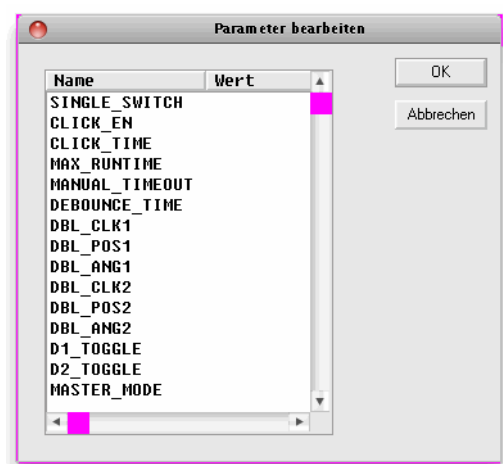 Parameter bearbeiten
Name Wert
SINGLE_SWITCH
CLICK_EN
CLICK_TIME
MAX_RUNTIME
MANUAL_TIMEOUT
DEBOUNCE_TIME
DBL_CLK1
DBL_POS1
DBL_ANG1
DBL_CLK2
DBL_POS2
DBL_ANG2
D1_TOGGLE
D2_TOGGLE
MASTER_MODE
OK
Abbrechen